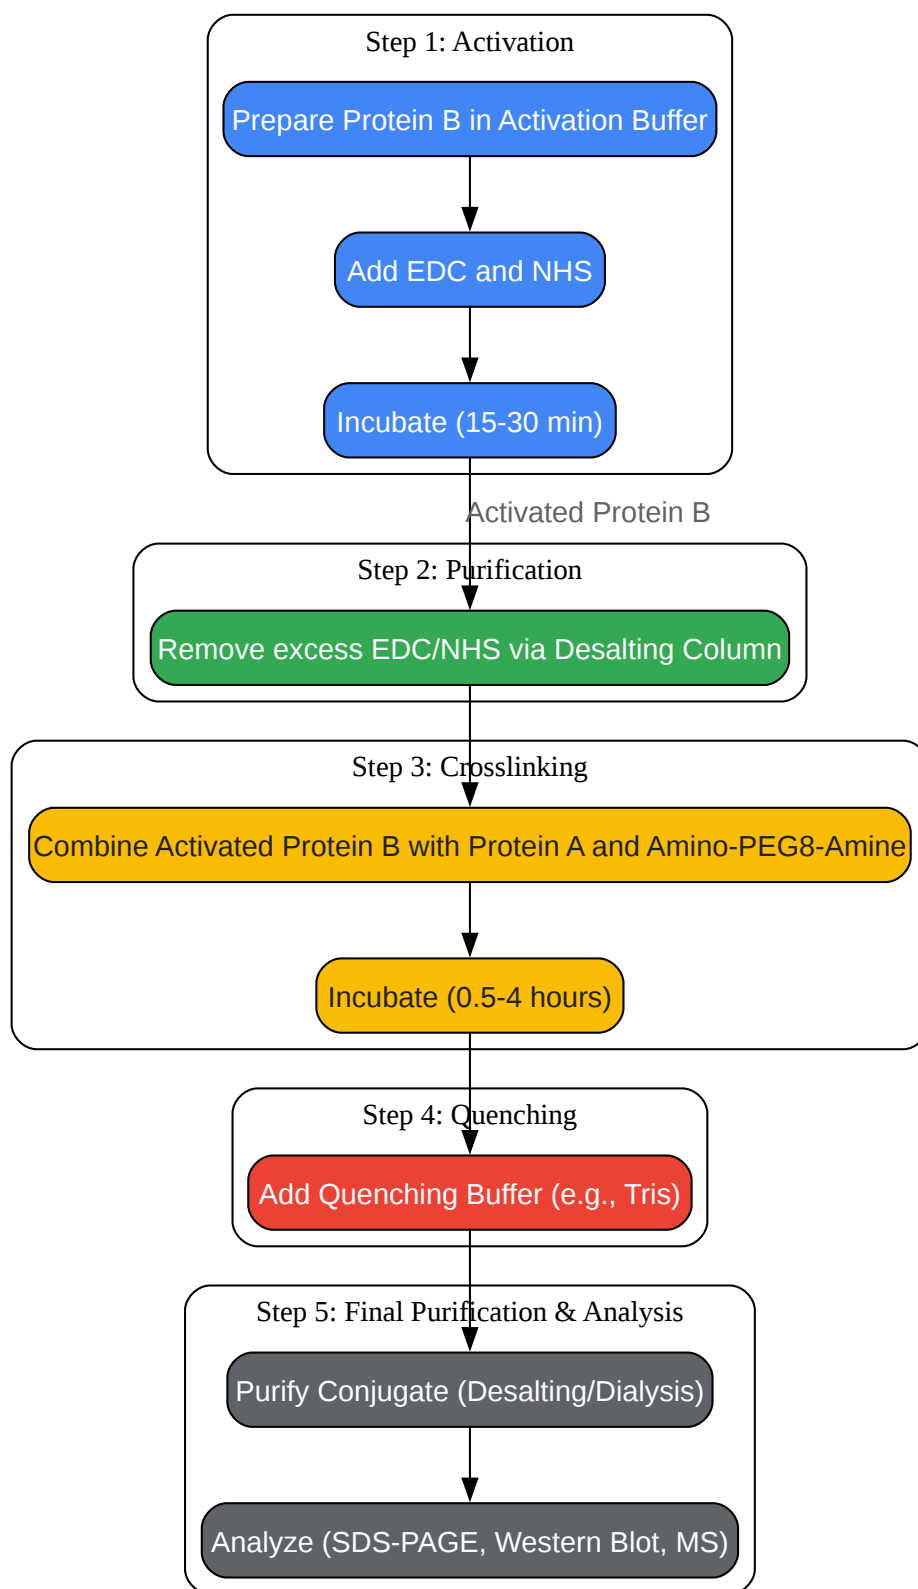 Step 1: Activation
Prepare Protein B in Activation Buffer
Add EDC and NHS
Incubate (15-30 min)
Activated Protein B
Step 2: Purification
Remove excess EDC/NHS via Desalting Column
Step 3: Crosslinking
Combine Activated Protein B with Protein A and Amino-PEG8-Amine
Incubate (0.5-4 hours)
Step 4: Quenching
Add Quenching Buffer (e.g., Tris)
Step 5: Final Purification & Analysis
Purify Conjugate (Desalting/Dialysis)
Analyze (SDS-PAGE, Western Blot, MS)